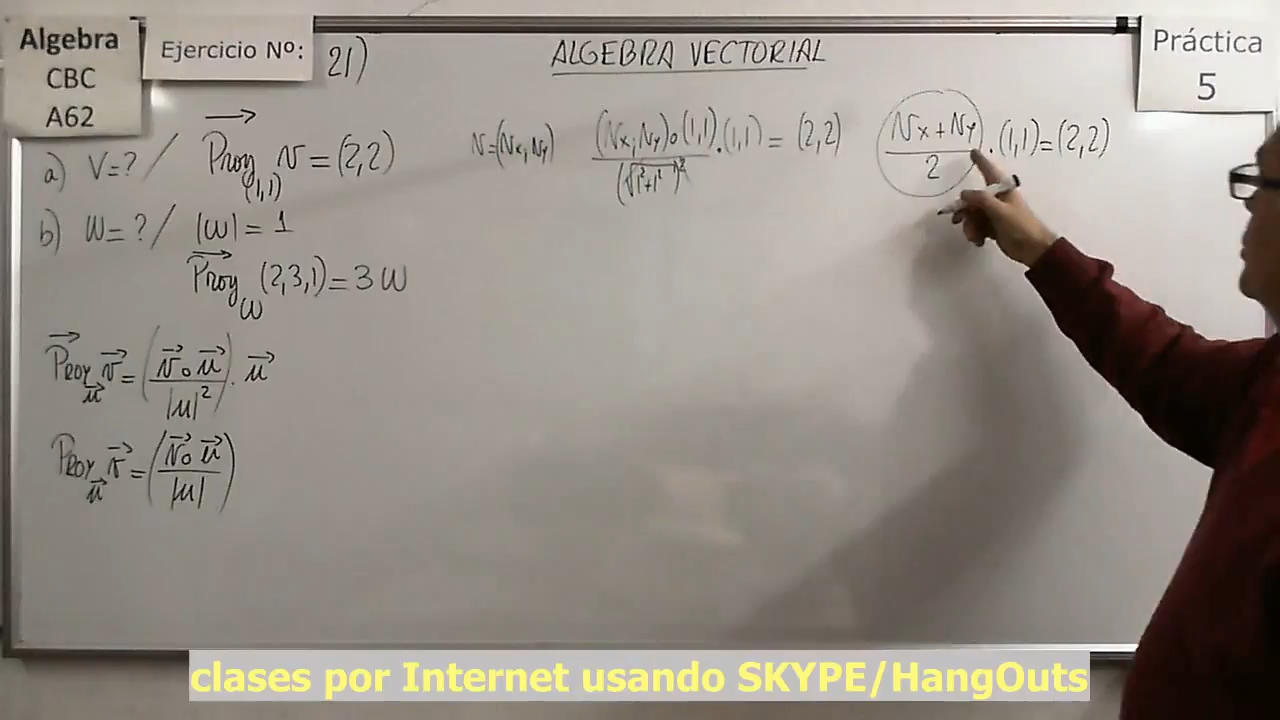 Algebra
CBC
A62
Ejercicio Nº:
21)
ALGEBRA VECTORIAL
Práctica
5
a) V=? / Proy(1,1) v = (2,2)
v=(vx, vy)
(vx, vy)o(1,1)/(√1²+1²)² . (1,1) = (2,2)
vx+vy/2 . (1,1)=(2,2)
b) W=? / |w| = 1
Proy w (2,3,1)= 3 w
Proy u v = (v o u/|u|²) . u
Proy u v = (v o u/|u|)
clases por Internet usando SKYPE/HangOuts